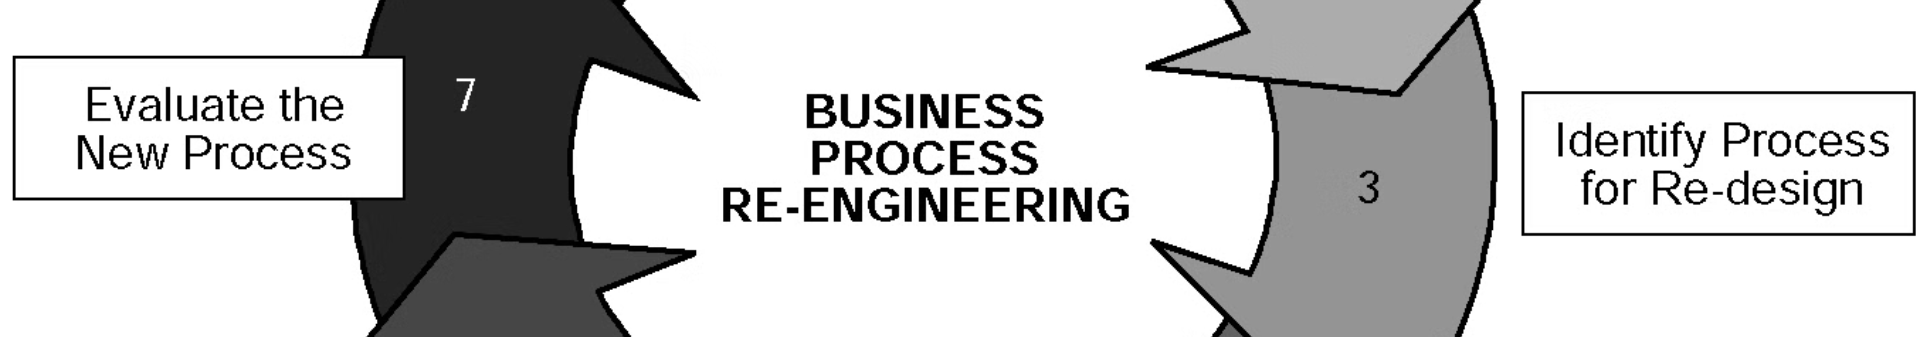 Evaluate the
New Process
7
BUSINESS
PROCESS
RE-ENGINEERING
3
Identify Process
for Re-design